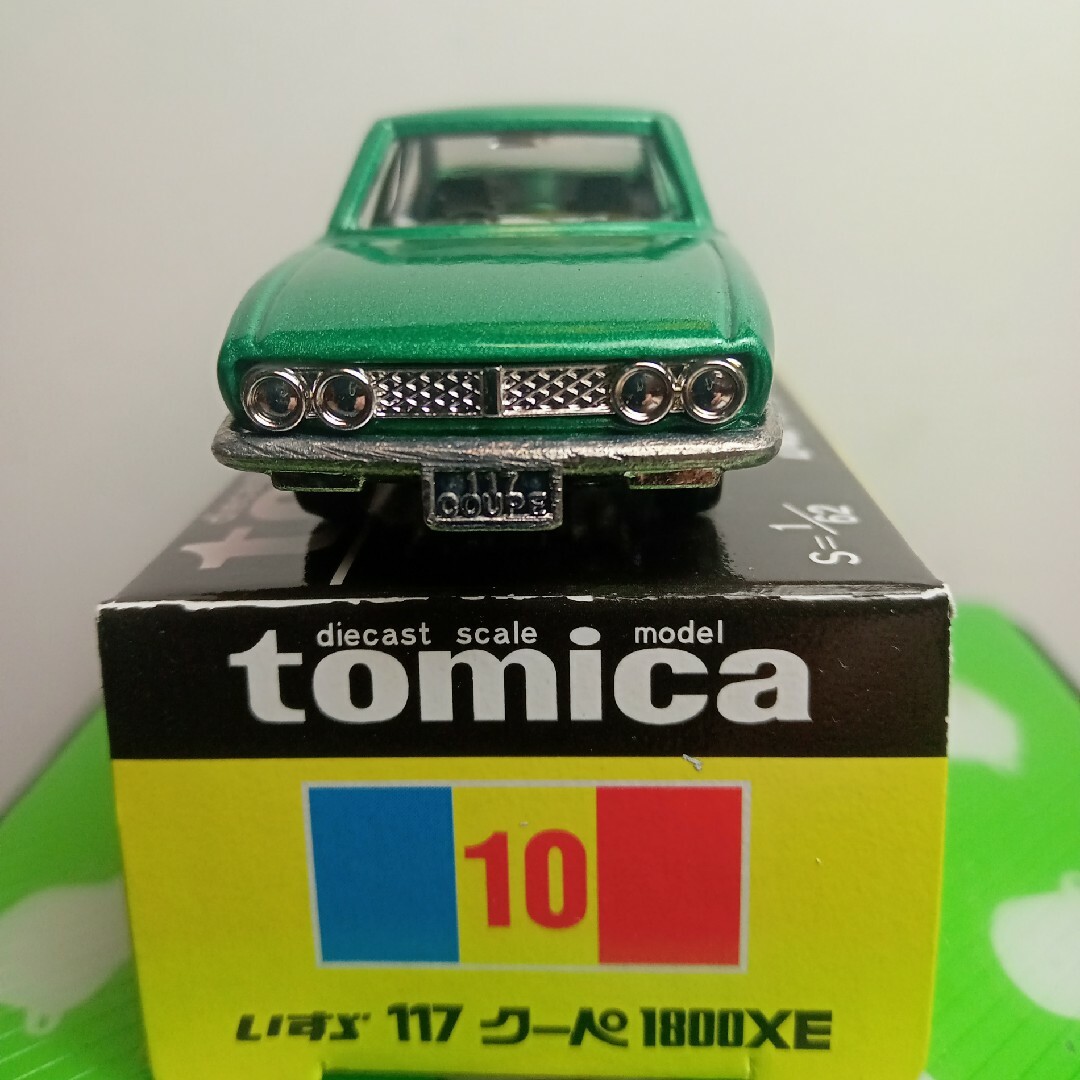 117
COUPE
S=1/62
diecast scale model
tomica
10
いすゞ 117 クーペ 1800XE